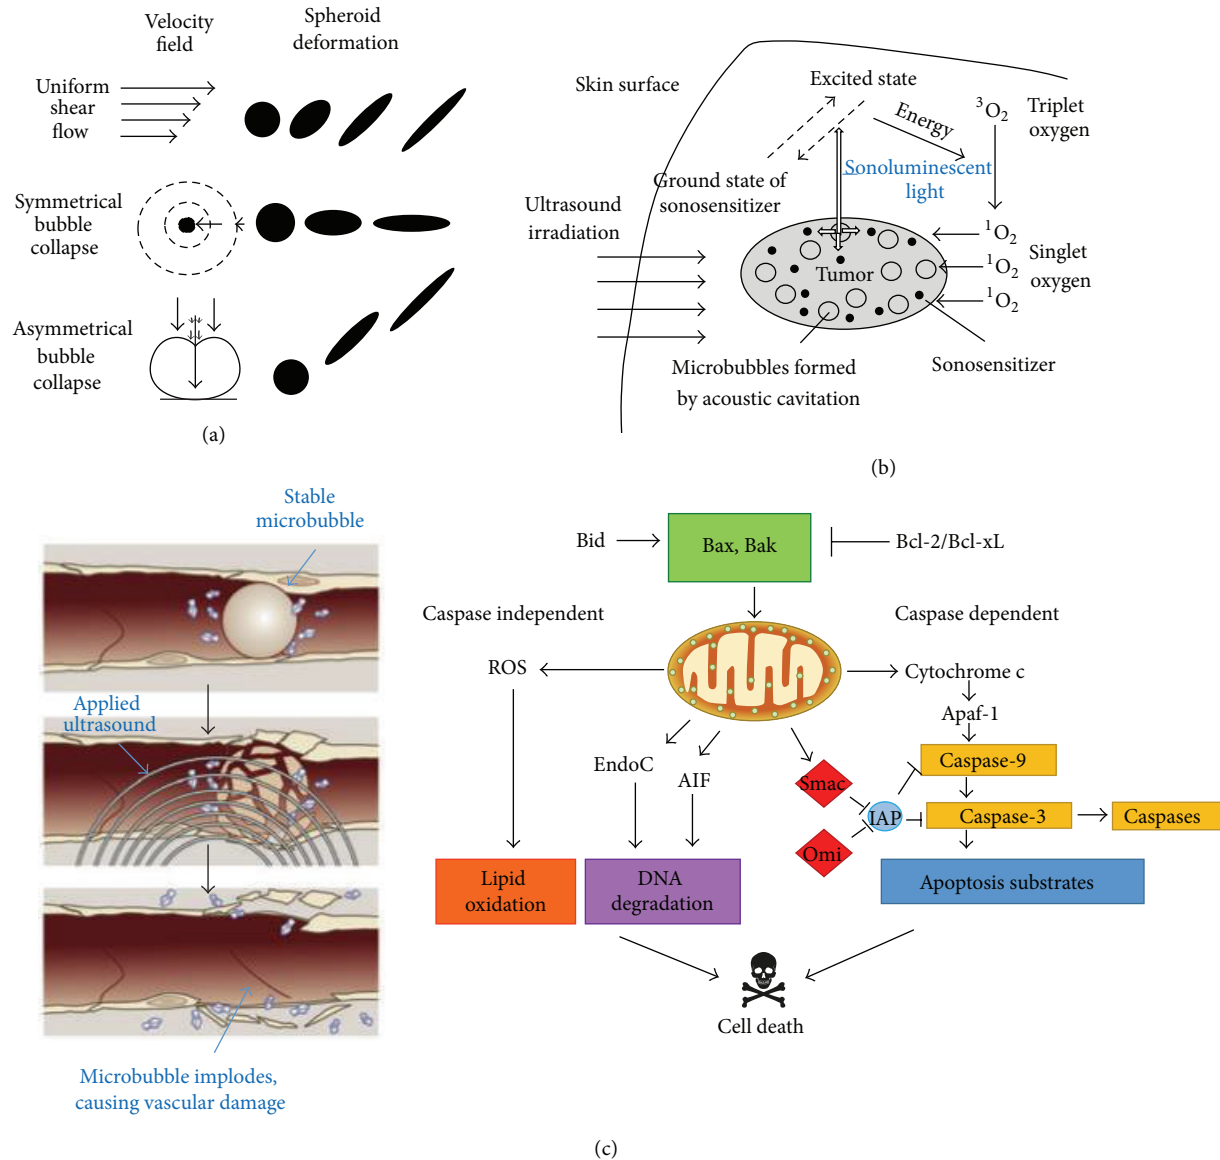 Velocity
field
Spheroid
deformation
Uniform
shear
flow
Symmetrical
bubble
collapse
Asymmetrical
bubble
collapse
(a)
Skin surface
Excited state
Energy
³O₂
Triplet
oxygen
Sonoluminescent
light
Ground state of
sonosensitizer
Ultrasound
irradiation
Tumor
¹O₂
¹O₂
¹O₂
Singlet
oxygen
Microbubbles formed
by acoustic cavitation
Sonosensitizer
(b)
Stable
microbubble
Applied
ultrasound
Microbubble implodes,
causing vascular damage
Bid
Bax, Bak
Bcl-2/Bcl-xL
Caspase independent
Caspase dependent
ROS
Cytochrome c
Apaf-1
EndoC
AIF
Smac
Omi
IAP
Caspase-9
Caspase-3
Caspases
Lipid
oxidation
DNA
degradation
Apoptosis substrates
Cell death
(c)